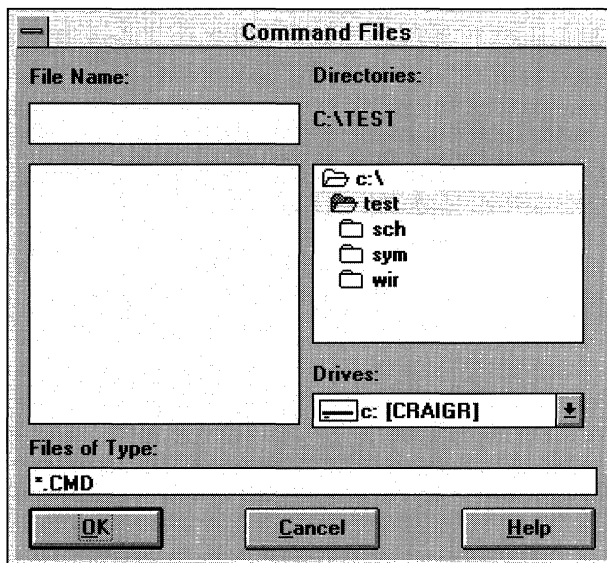 Command Files
File Name:
Directories:
C:\TEST
c:\
test
sch
sym
wir
Drives:
c: [CRAIGR]
Files of Type:
*.CMD
OK
Cancel
Help